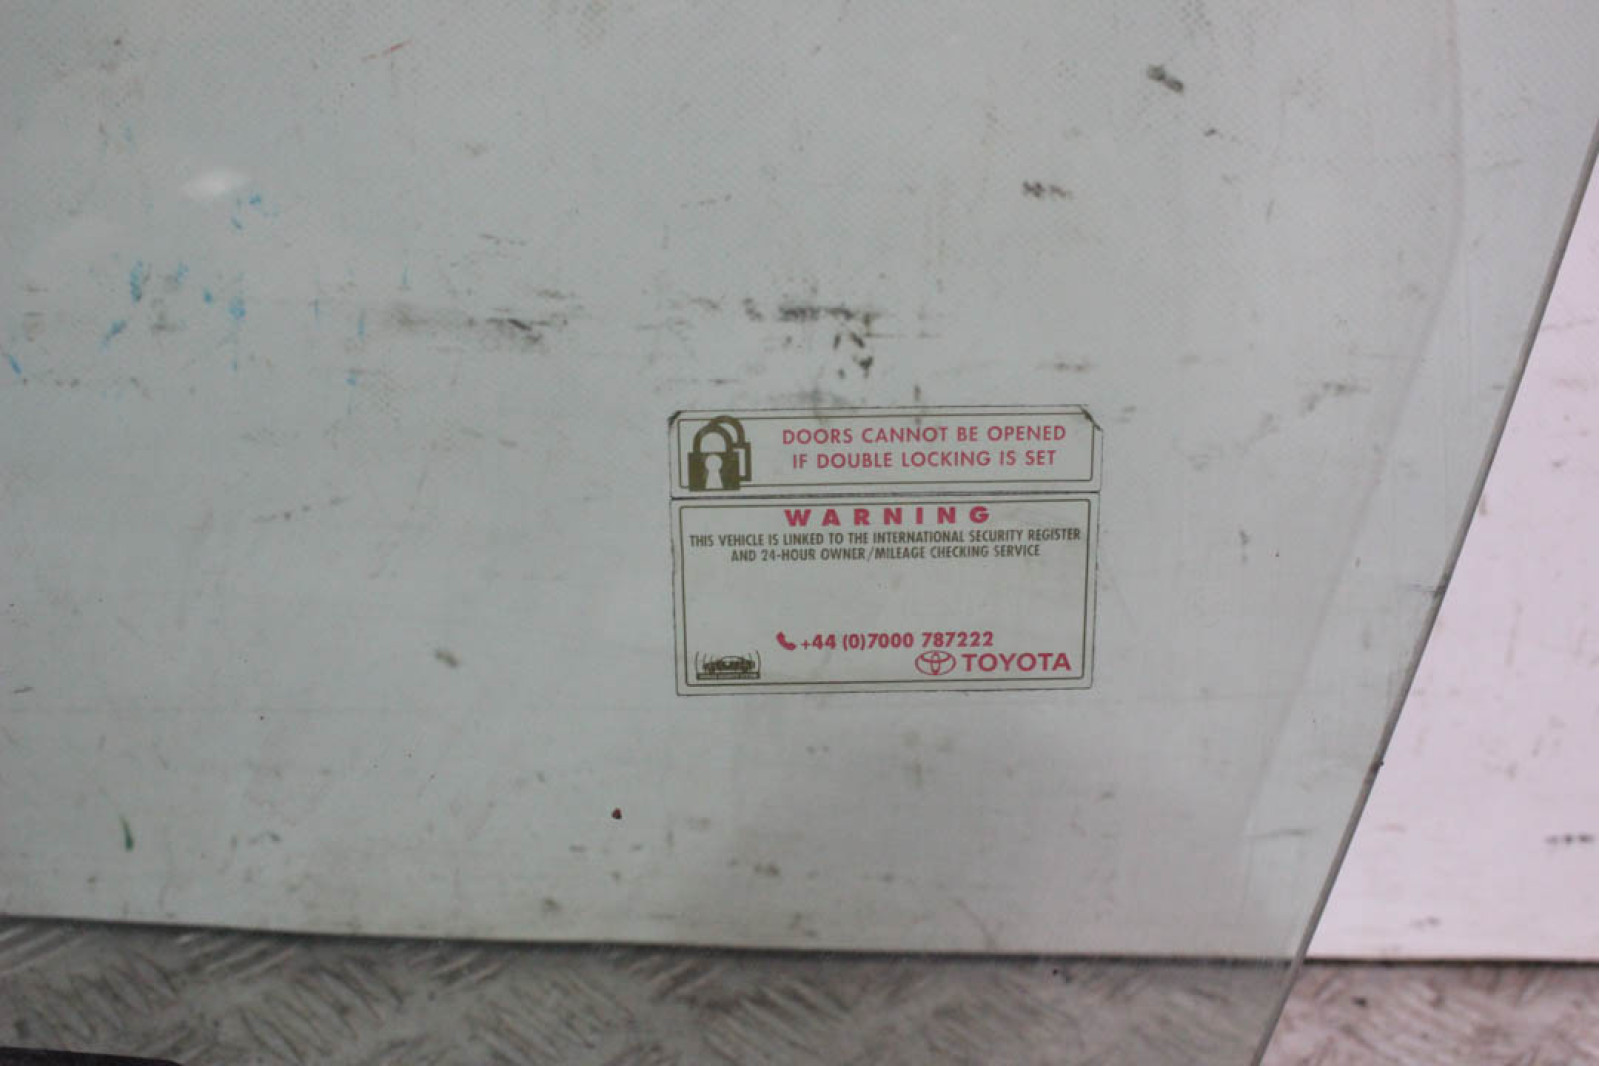 DOORS CANNOT BE OPENED
IF DOUBLE LOCKING IS SET
WARNING
THIS VEHICLE IS LINKED TO THE INTERNATIONAL SECURITY REGISTER
AND 24-HOUR OWNER/MILEAGE CHECKING SERVICE
+44 (0)7000 787222
TOYOTA